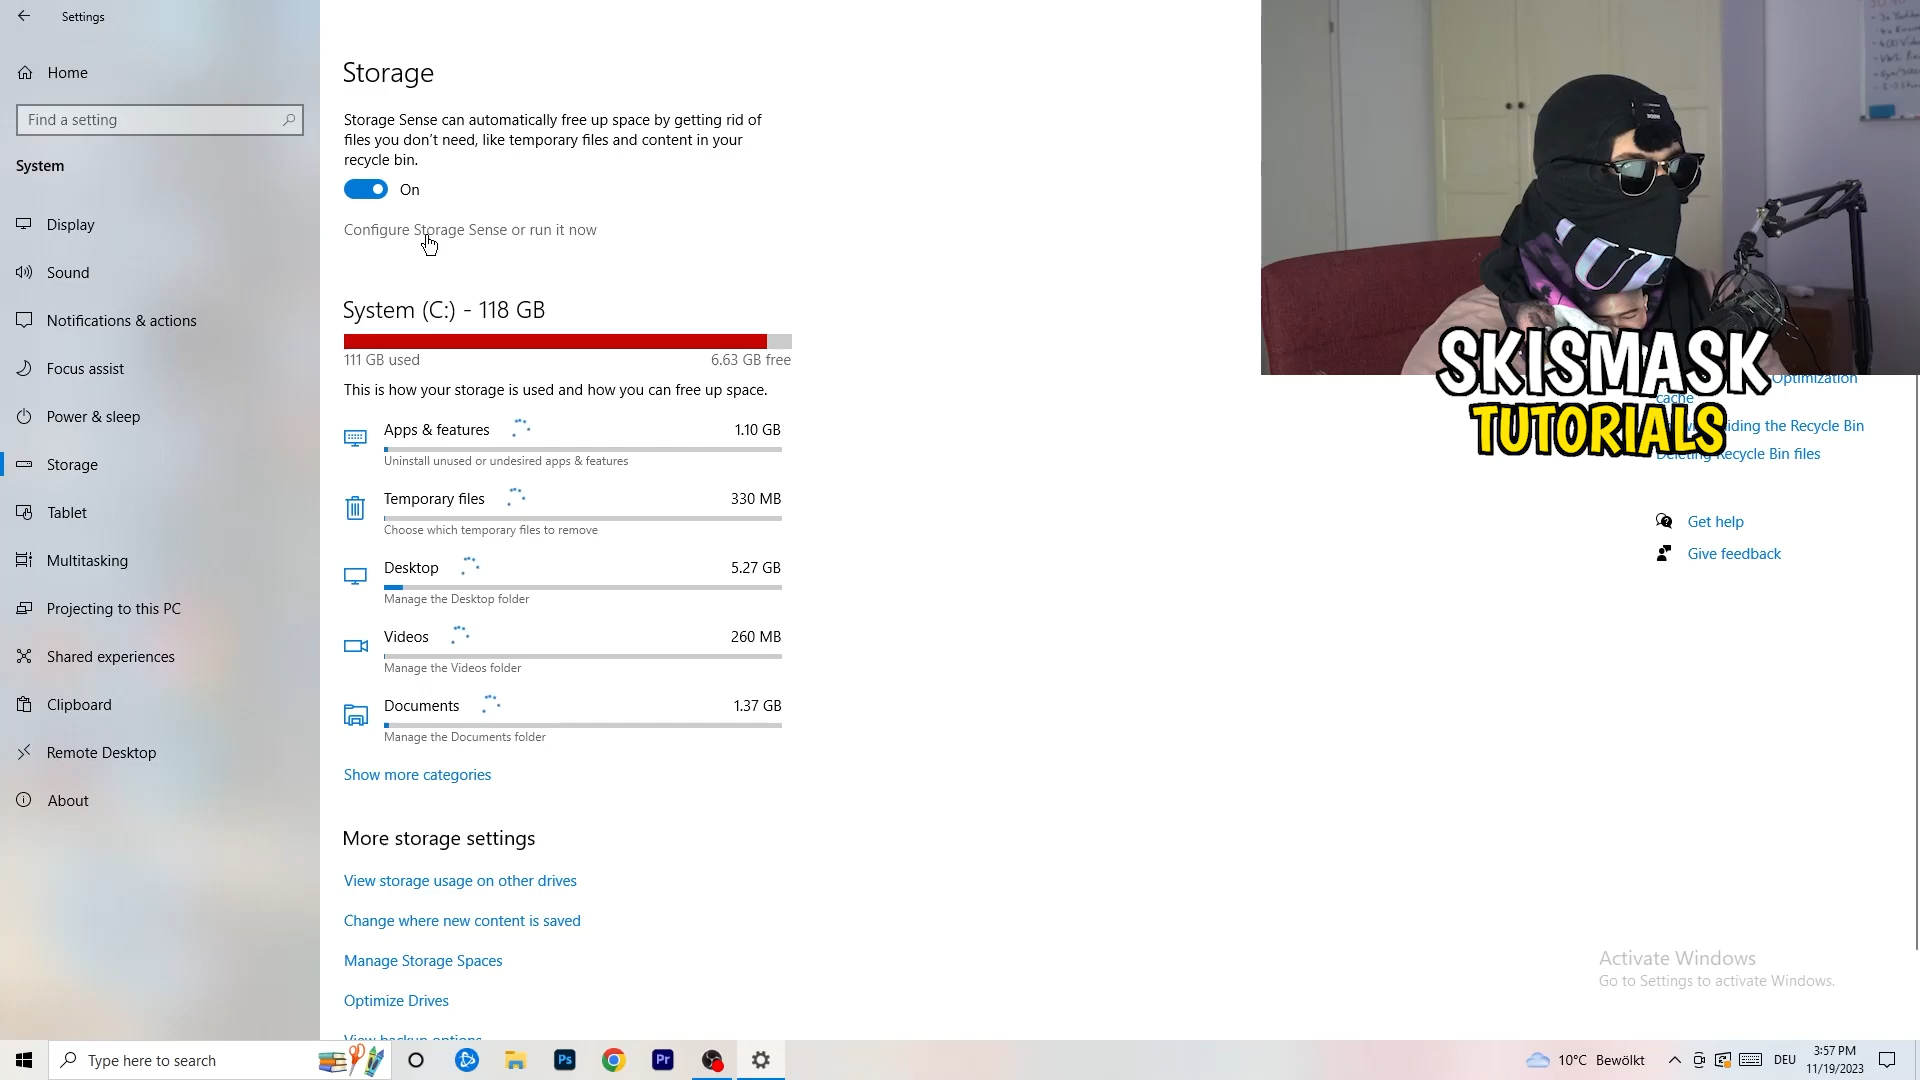 Settings
Home
Find a setting
System
Display
Sound
Notifications & actions
Focus assist
Power & sleep
Storage
Tablet
Multitasking
Projecting to this PC
Shared experiences
Clipboard
Remote Desktop
About
Storage
Storage Sense can automatically free up space by getting rid of
files you don't need, like temporary files and content in your
recycle bin.
On
Configure Storage Sense or run it now
System (C:) - 118 GB
111 GB used 6.63 GB free
This is how your storage is used and how you can free up space.
Apps & features 1.10 GB
Uninstall unused or undesired apps & features
Temporary files 330 MB
Choose which temporary files to remove
Desktop 5.27 GB
Manage the Desktop folder
Videos 260 MB
Manage the Videos folder
Documents 1.37 GB
Manage the Documents folder
Show more categories
More storage settings
View storage usage on other drives
Change where new content is saved
Manage Storage Spaces
Optimize Drives
View backup options
SKISMASK
TUTORIALS
Optimization
cache
the Recycle Bin
Recycle Bin files
Get help
Give feedback
Activate Windows
Go to Settings to activate Windows.
Type here to search
Ps
Pr
10°C Bewölkt
DEU
3:57 PM
11/19/2023